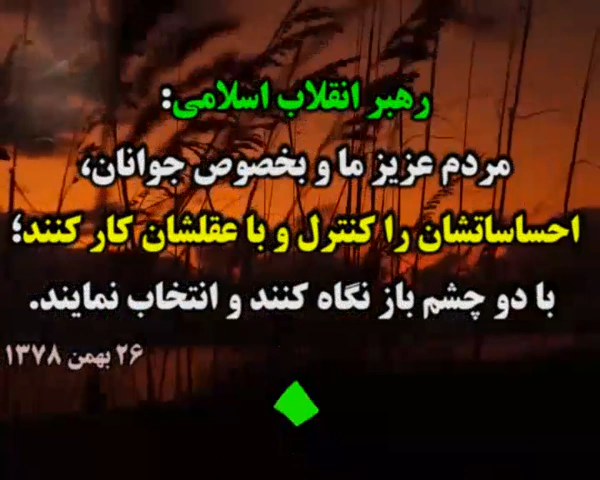 رهبر انقلاب اسلامی:
مردم عزیز ما و بخصوص جوانان،
احساساتشان را کنترل و با عقلشان کار کنند؛
با دو چشم باز نگاه کنند و انتخاب نمایند.
۲۶ بهمن ۱۳۷۸